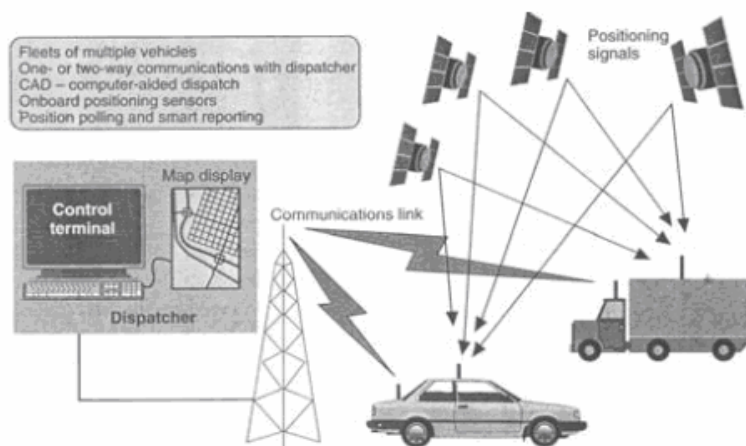 Fleets of multiple vehicles
One- or two-way communications with dispatcher
CAD – computer-aided dispatch
Onboard positioning sensors
Position polling and smart reporting
Positioning
signals
Map display
Control
terminal
Communications link
Dispatcher